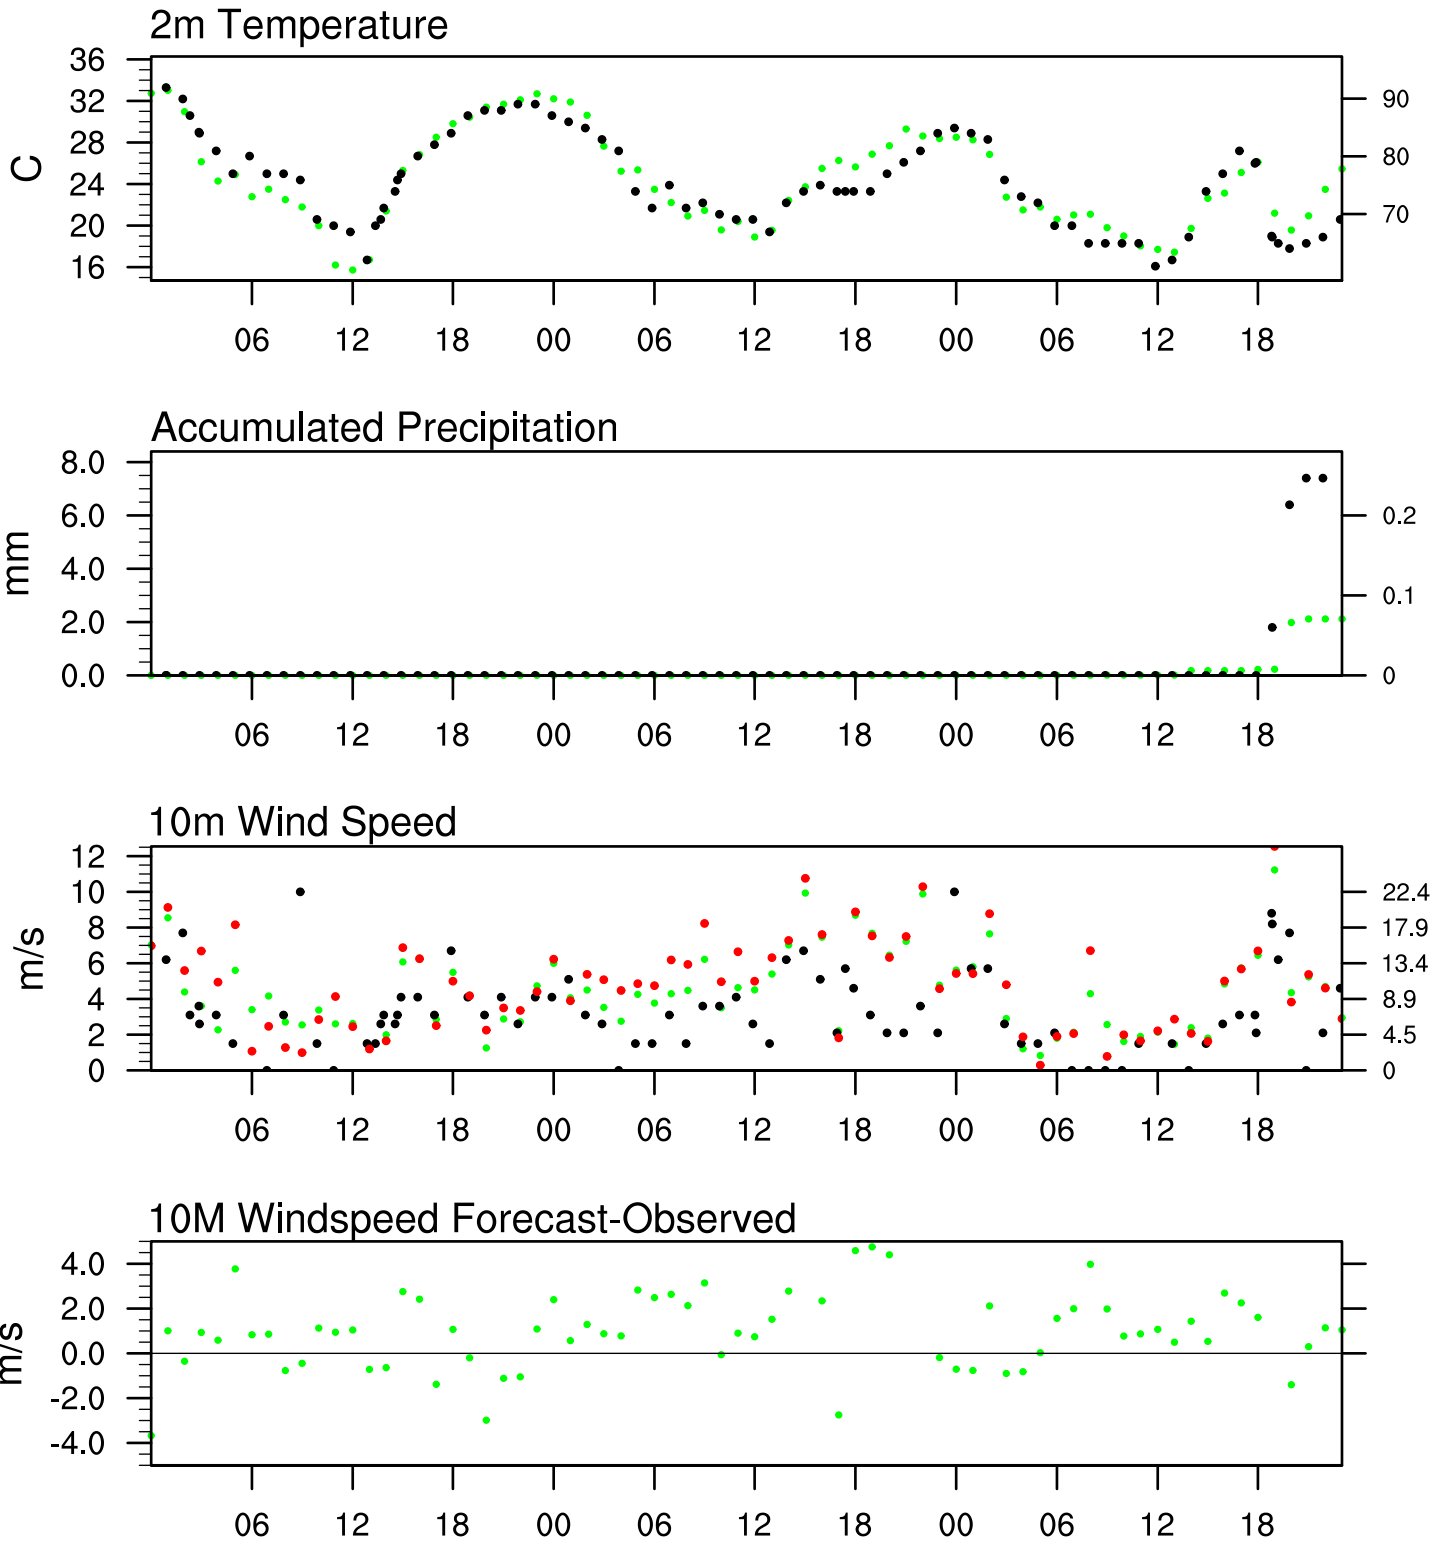 2m Temperature
36
32
28
24
20
16
C
90
80
70
06 12 18 00 06 12 18 00 06 12 18
Accumulated Precipitation
8.0
6.0
4.0
2.0
0.0
mm
0.2
0.1
0
06 12 18 00 06 12 18 00 06 12 18
10m Wind Speed
12
10
8
6
4
2
0
m/s
22.4
17.9
13.4
8.9
4.5
0
06 12 18 00 06 12 18 00 06 12 18
10M Windspeed Forecast-Observed
4.0
2.0
0.0
-2.0
-4.0
m/s
06 12 18 00 06 12 18 00 06 12 18